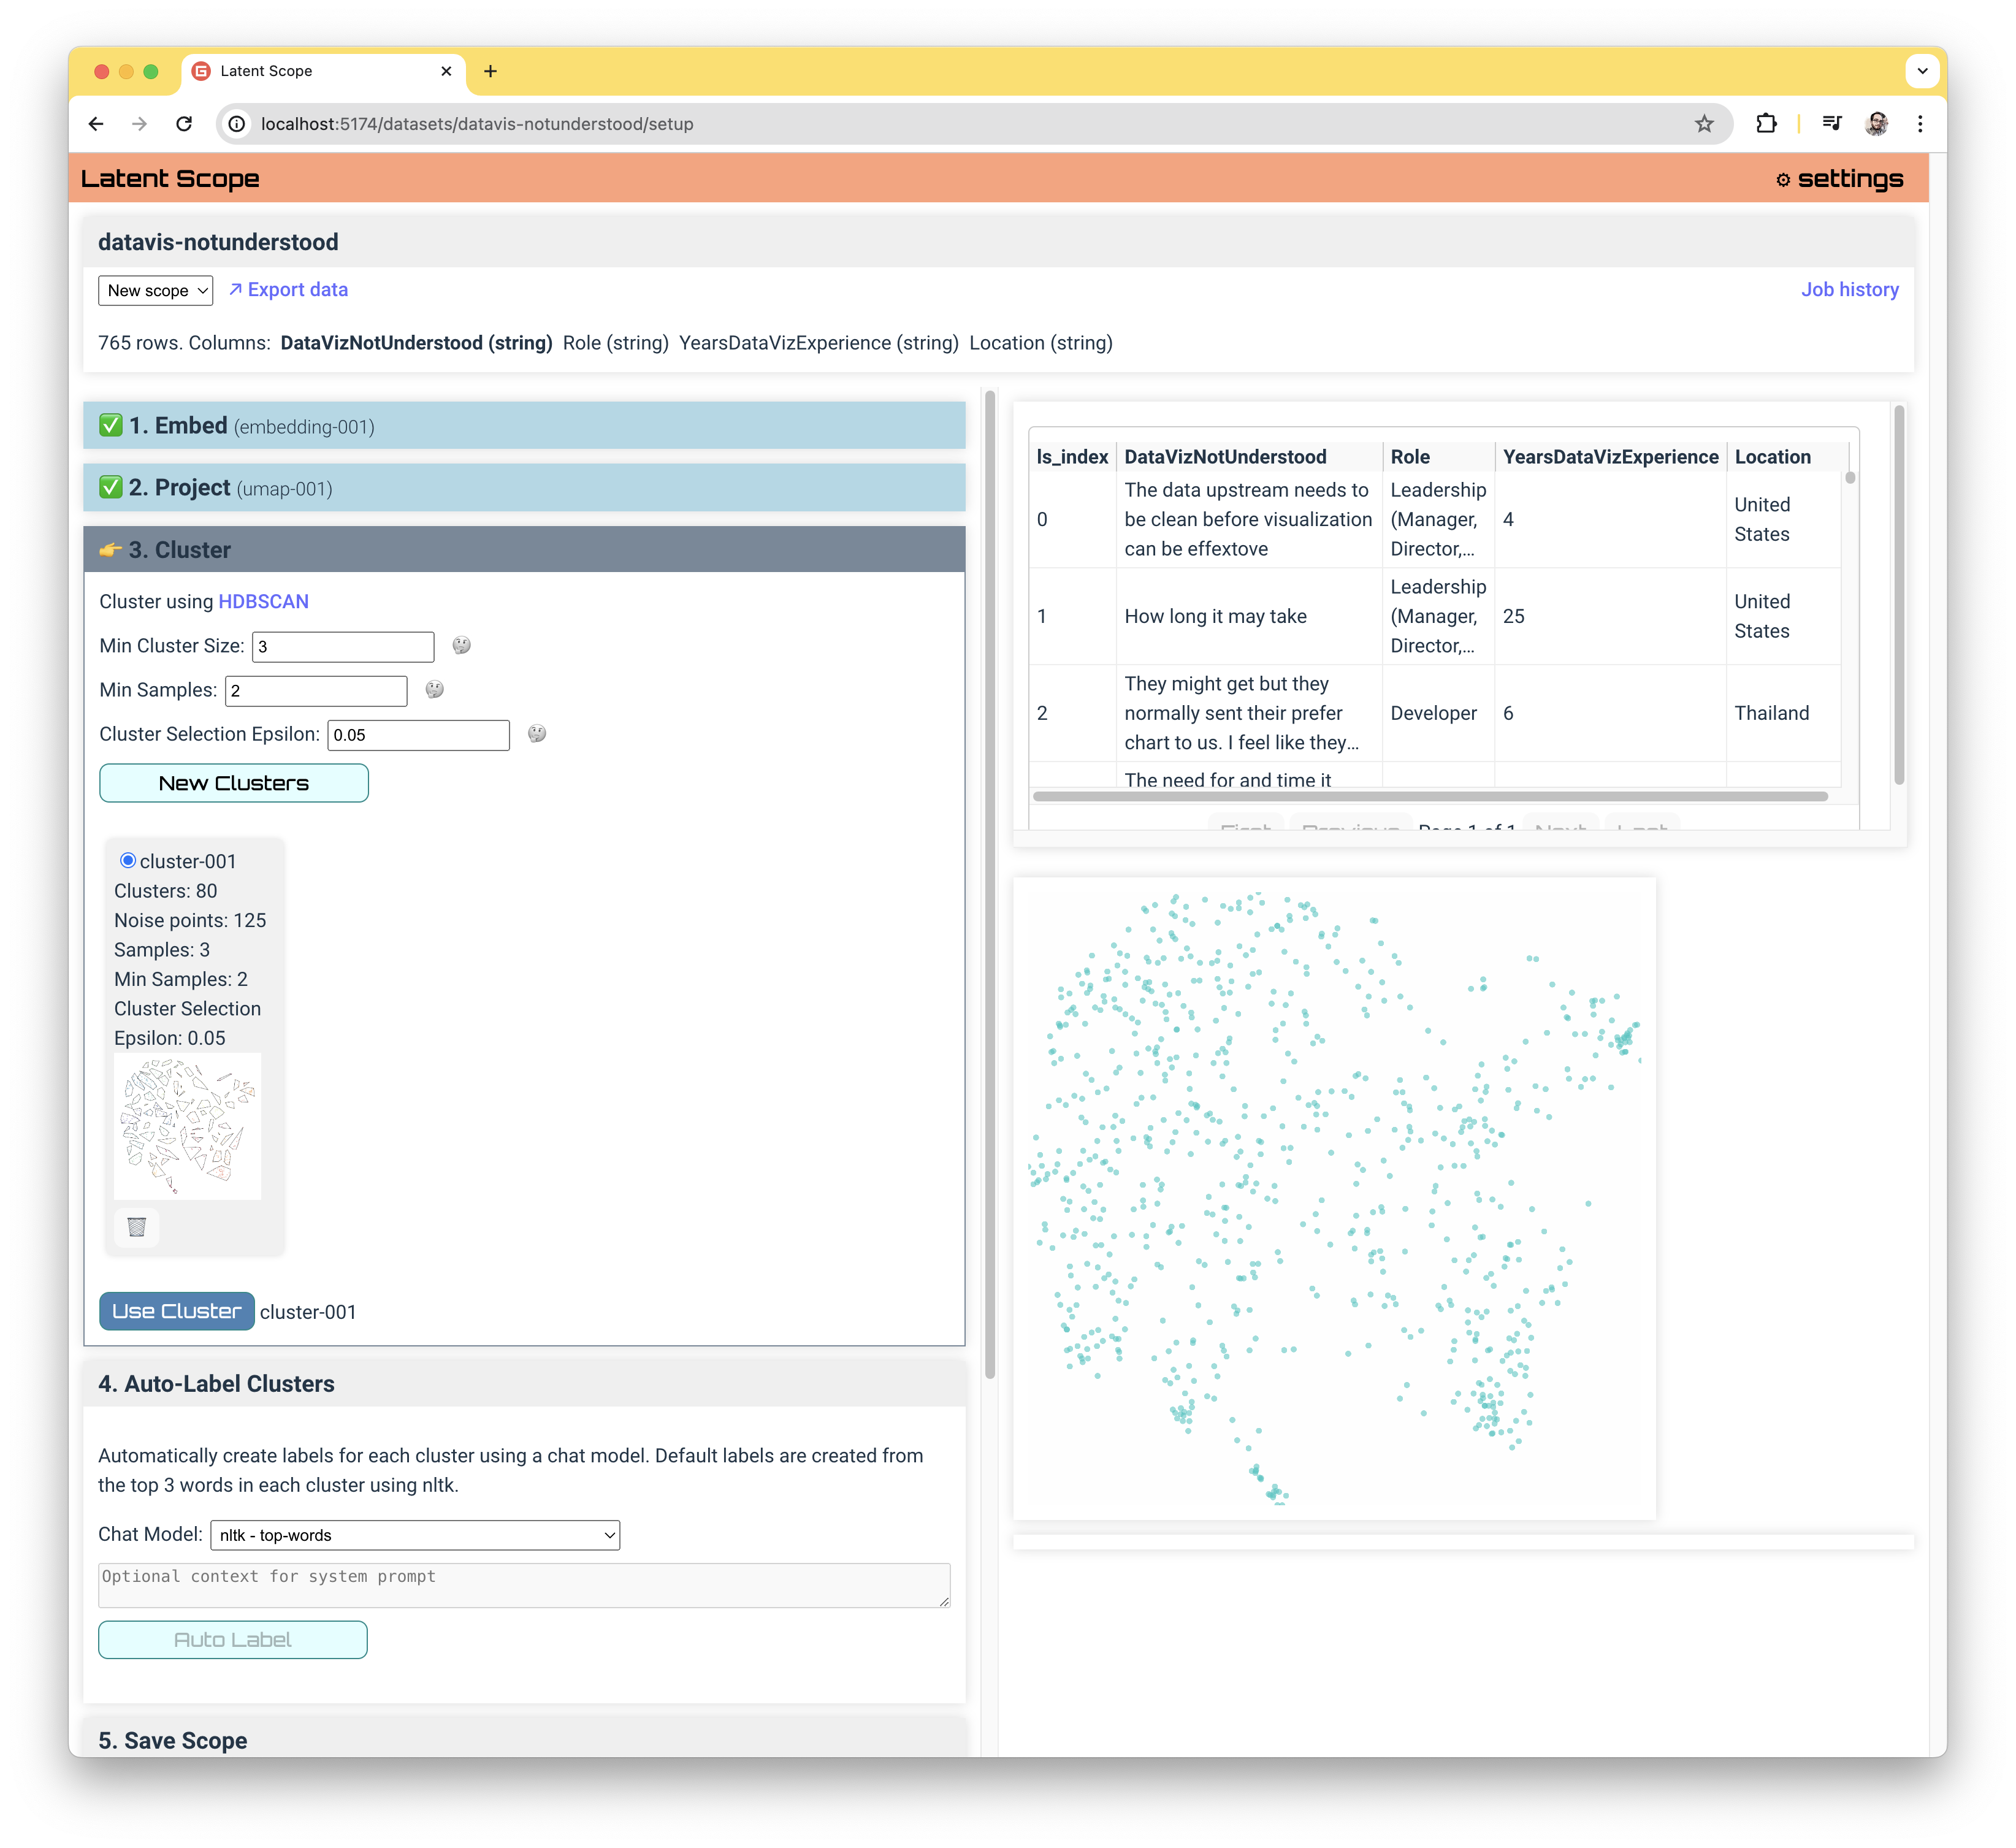 Latent Scope
localhost:5174/datasets/datavis-notunderstood/setup
Latent Scope
settings
datavis-notunderstood
New scope
Export data
Job history
765 rows. Columns: DataVizNotUnderstood (string) Role (string) YearsDataVizExperience (string) Location (string)
1. Embed (embedding-001)
2. Project (umap-001)
3. Cluster
Cluster using HDBSCAN
Min Cluster Size: 3
Min Samples: 2
Cluster Selection Epsilon: 0.05
New Clusters
cluster-001
Clusters: 80
Noise points: 125
Samples: 3
Min Samples: 2
Cluster Selection
Epsilon: 0.05
Use Cluster cluster-001
4. Auto-Label Clusters
Automatically create labels for each cluster using a chat model. Default labels are created from
the top 3 words in each cluster using nltk.
Chat Model: nltk - top-words
Optional context for system prompt
Auto Label
5. Save Scope
ls_index DataVizNotUnderstood Role YearsDataVizExperience Location
0
The data upstream needs to
be clean before visualization
can be effextove
Leadership
(Manager,
Director,...
4
United
States
1
How long it may take
Leadership
(Manager,
Director,...
25
United
States
2
They might get but they
normally sent their prefer
chart to us. I feel like they...
Developer
6
Thailand
The need for and time it
First Previous Page 1 of 1 Next Last